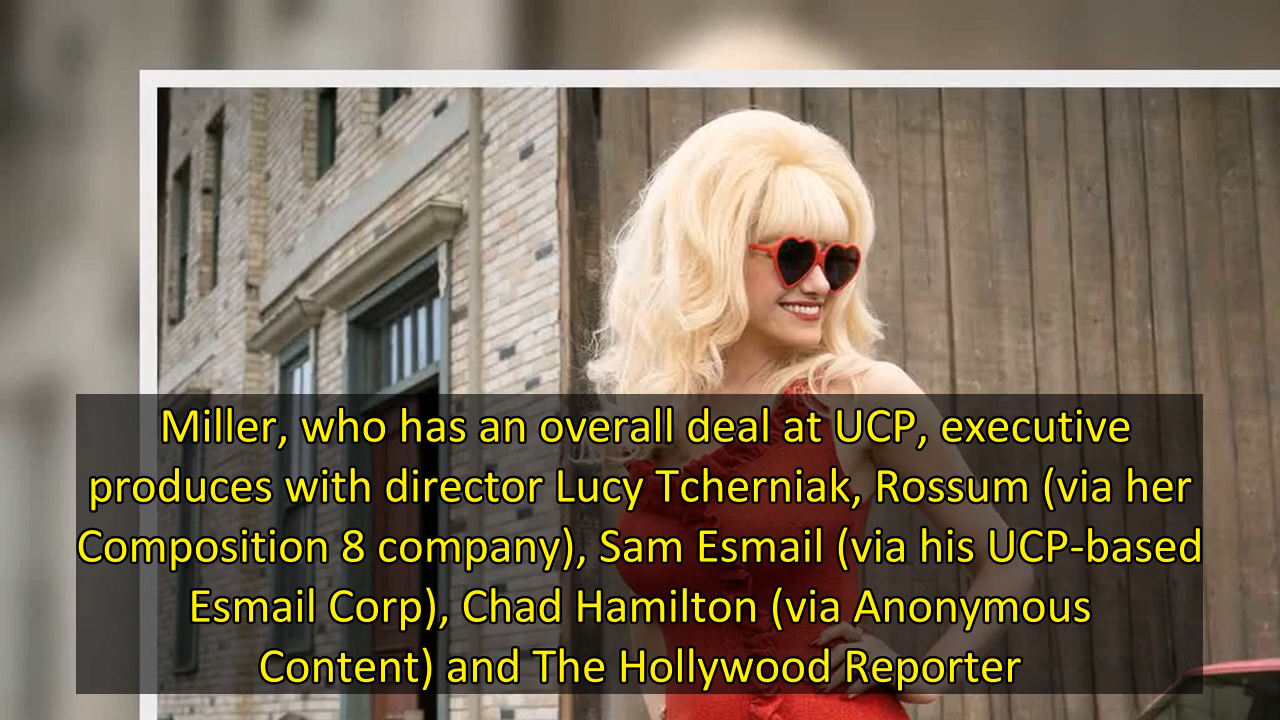 Miller, who has an overall deal at UCP, executive
produces with director Lucy Tcherniak, Rossum (via her
Composition 8 company), Sam Esmail (via his UCP-based
Esmail Corp), Chad Hamilton (via Anonymous
Content) and The Hollywood Reporter